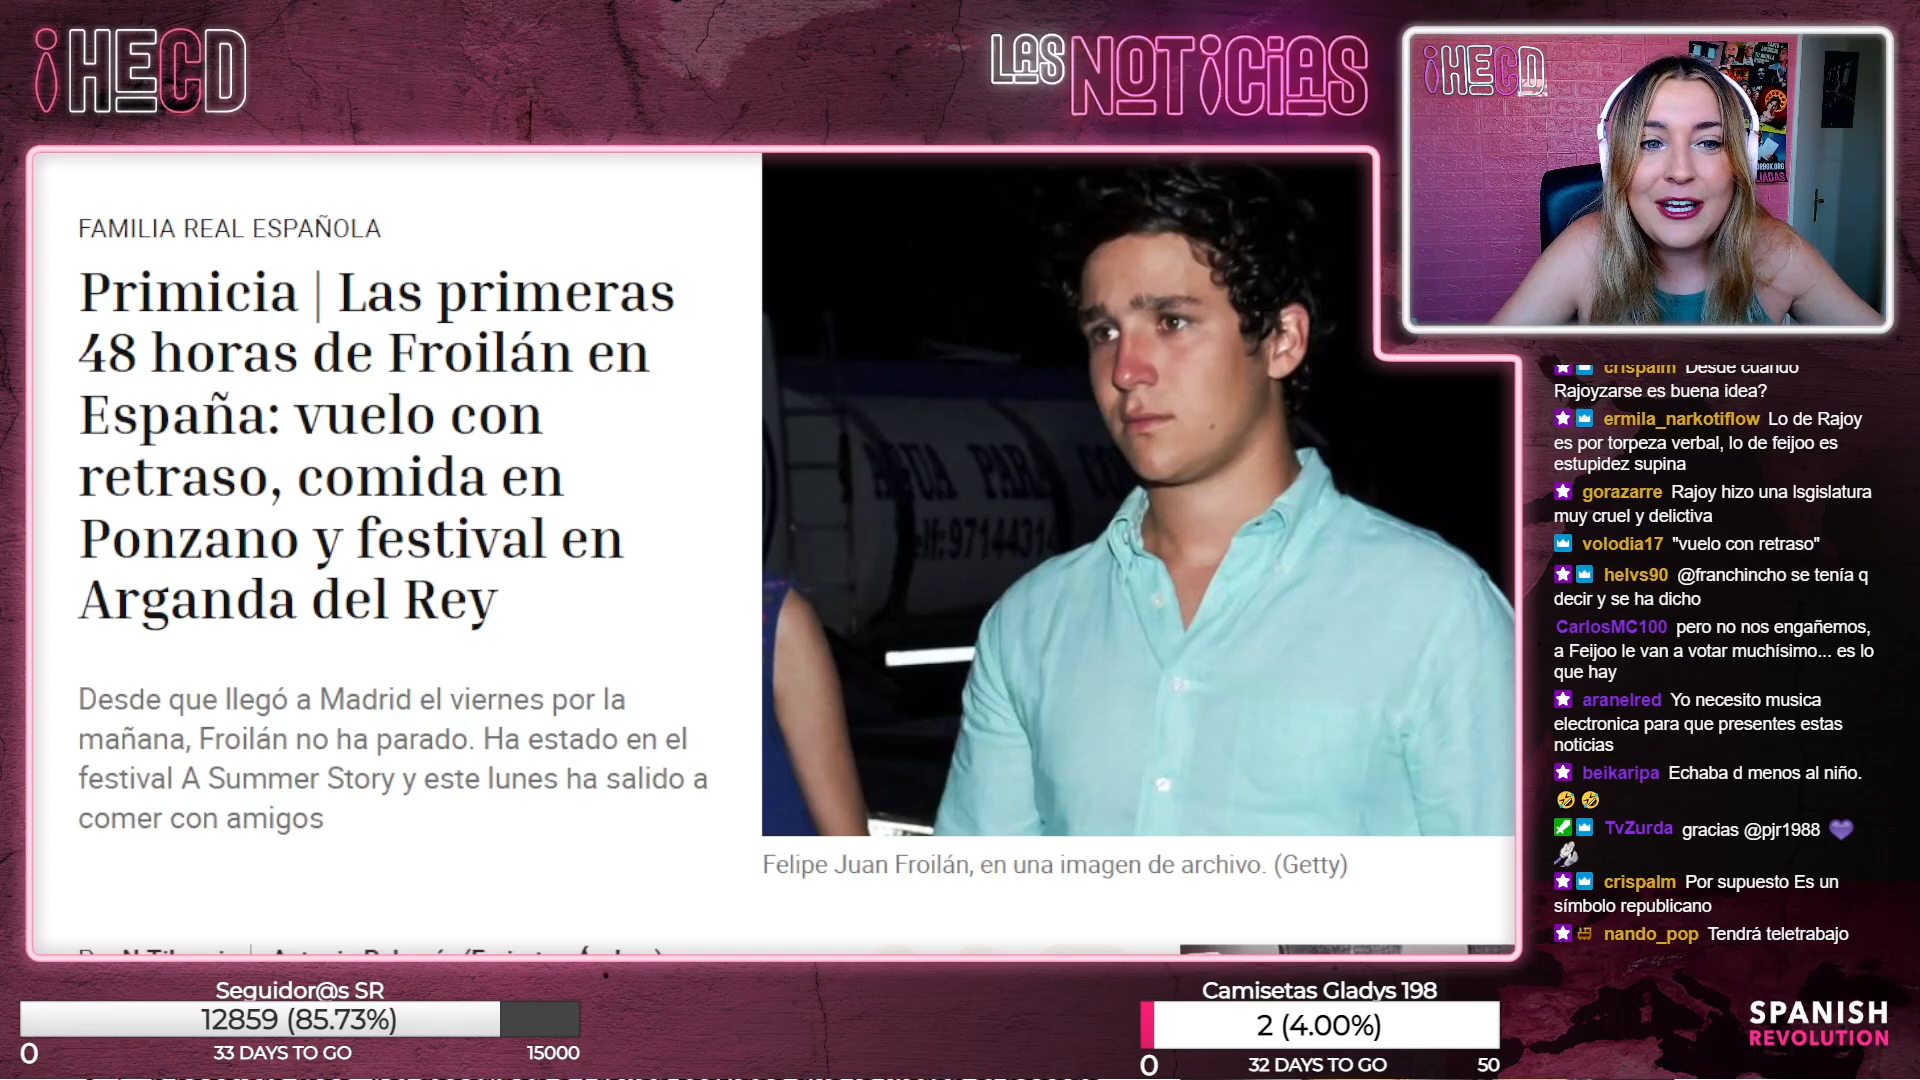 ¡HECD
LAS NOTICIAS
¡HECD
FAMILIA REAL ESPAÑOLA
Primicia | Las primeras
48 horas de Froilán en
España: vuelo con
retraso, comida en
Ponzano y festival en
Arganda del Rey
Desde que llegó a Madrid el viernes por la
mañana, Froilán no ha parado. Ha estado en el
festival A Summer Story y este lunes ha salido a
comer con amigos
AGUA PARA
Felipe Juan Froilán, en una imagen de archivo. (Getty)
crispalm Desde cuando
Rajoyzarse es buena idea?
ermila_narkotiflow Lo de Rajoy
es por torpeza verbal, lo de feijoo es
estupidez supina
gorazarre Rajoy hizo una lsgislatura
muy cruel y delictiva
volodia17 "vuelo con retraso"
helvs90 @franchincho se tenía q
decir y se ha dicho
CarlosMC100 pero no nos engañemos,
a Feijoo le van a votar muchísimo... es lo
que hay
aranelred Yo necesito musica
electronica para que presentes estas
noticias
beikaripa Echaba d menos al niño.
🤣 🤣
TvZurda gracias @pjr1988 💜
crispalm Por supuesto Es un
símbolo republicano
nando_pop Tendrá teletrabajo
Seguidor@s SR
12859 (85.73%)
0 33 DAYS TO GO 15000
Camisetas Gladys 198
2 (4.00%)
0 32 DAYS TO GO 50
SPANISH
REVOLUTION